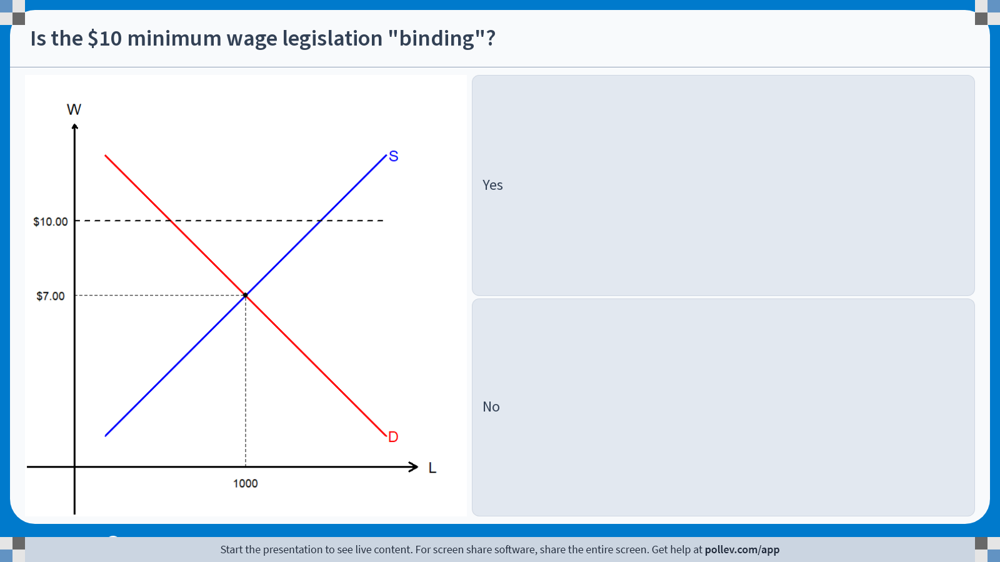 Is the $10 minimum wage legislation "binding"?
W
S
$10.00
$7.00
D
L
1000
Yes
No
Start the presentation to see live content. For screen share software, share the entire screen. Get help at pollev.com/app